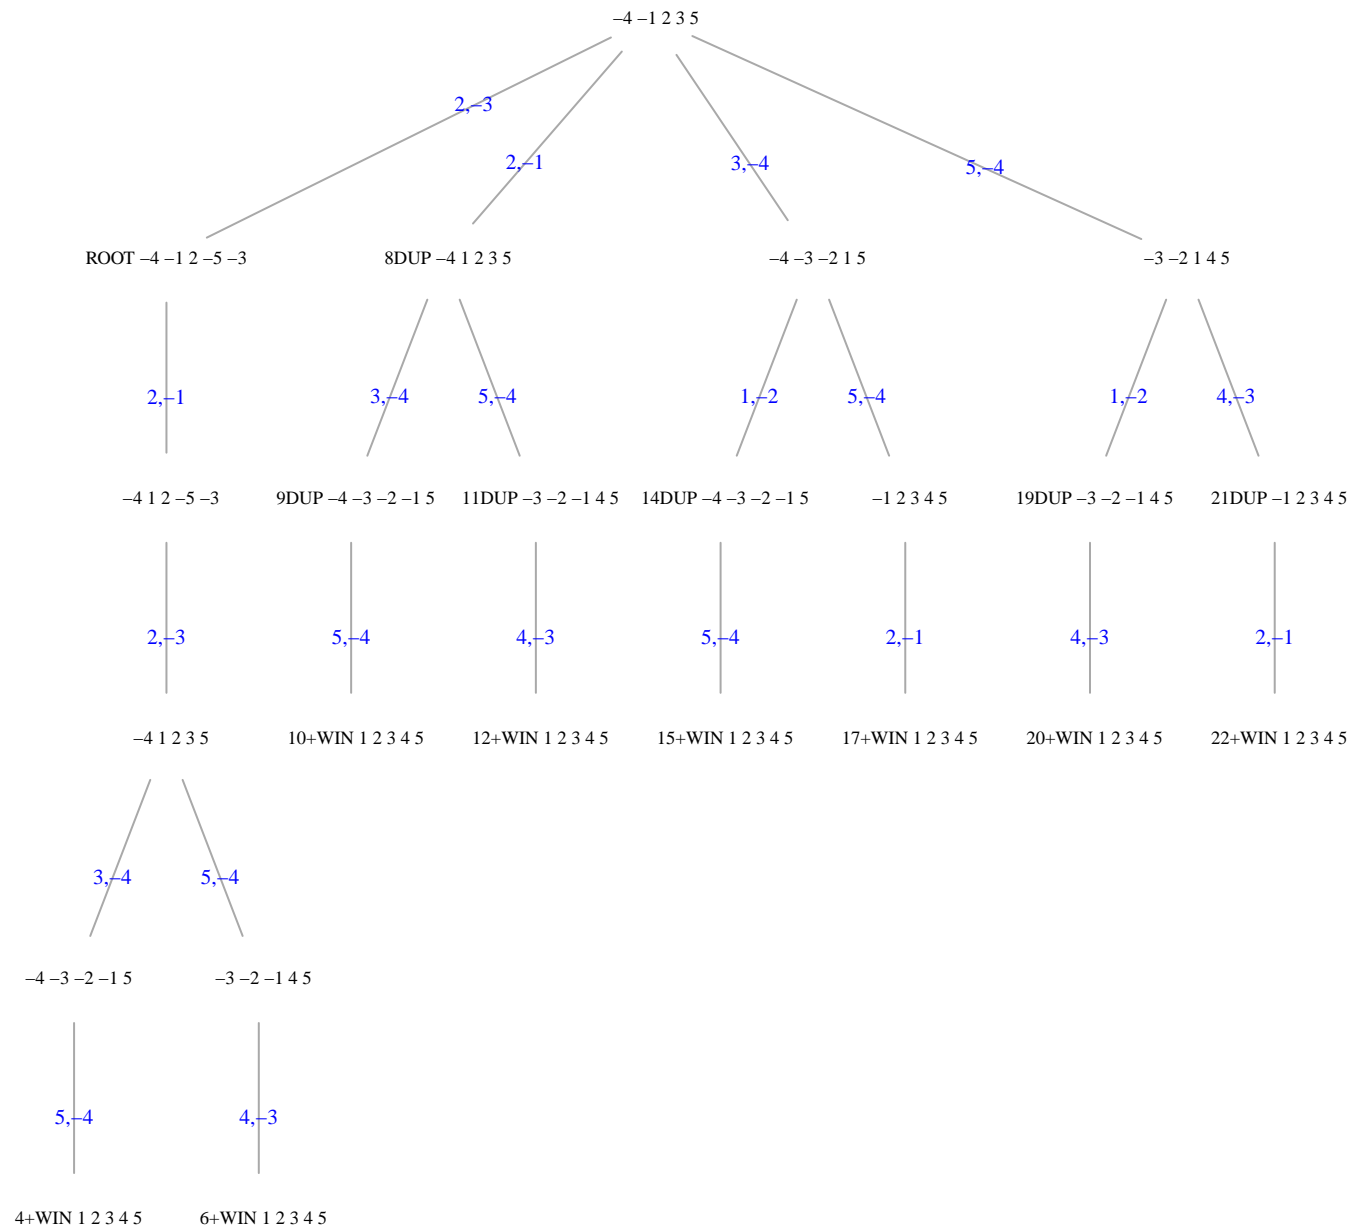 –4 –1 2 3 5
2,–3
2,–1
3,–4
5,–4
ROOT –4 –1 2 –5 –3
8DUP –4 1 2 3 5
–4 –3 –2 1 5
–3 –2 1 4 5
2,–1
3,–4
5,–4
1,–2
5,–4
1,–2
4,–3
–4 1 2 –5 –3
9DUP –4 –3 –2 –1 5
11DUP –3 –2 –1 4 5
14DUP –4 –3 –2 –1 5
–1 2 3 4 5
19DUP –3 –2 –1 4 5
21DUP –1 2 3 4 5
2,–3
5,–4
4,–3
5,–4
2,–1
4,–3
2,–1
–4 1 2 3 5
10+WIN 1 2 3 4 5
12+WIN 1 2 3 4 5
15+WIN 1 2 3 4 5
17+WIN 1 2 3 4 5
20+WIN 1 2 3 4 5
22+WIN 1 2 3 4 5
3,–4
5,–4
–4 –3 –2 –1 5
–3 –2 –1 4 5
5,–4
4,–3
4+WIN 1 2 3 4 5
6+WIN 1 2 3 4 5